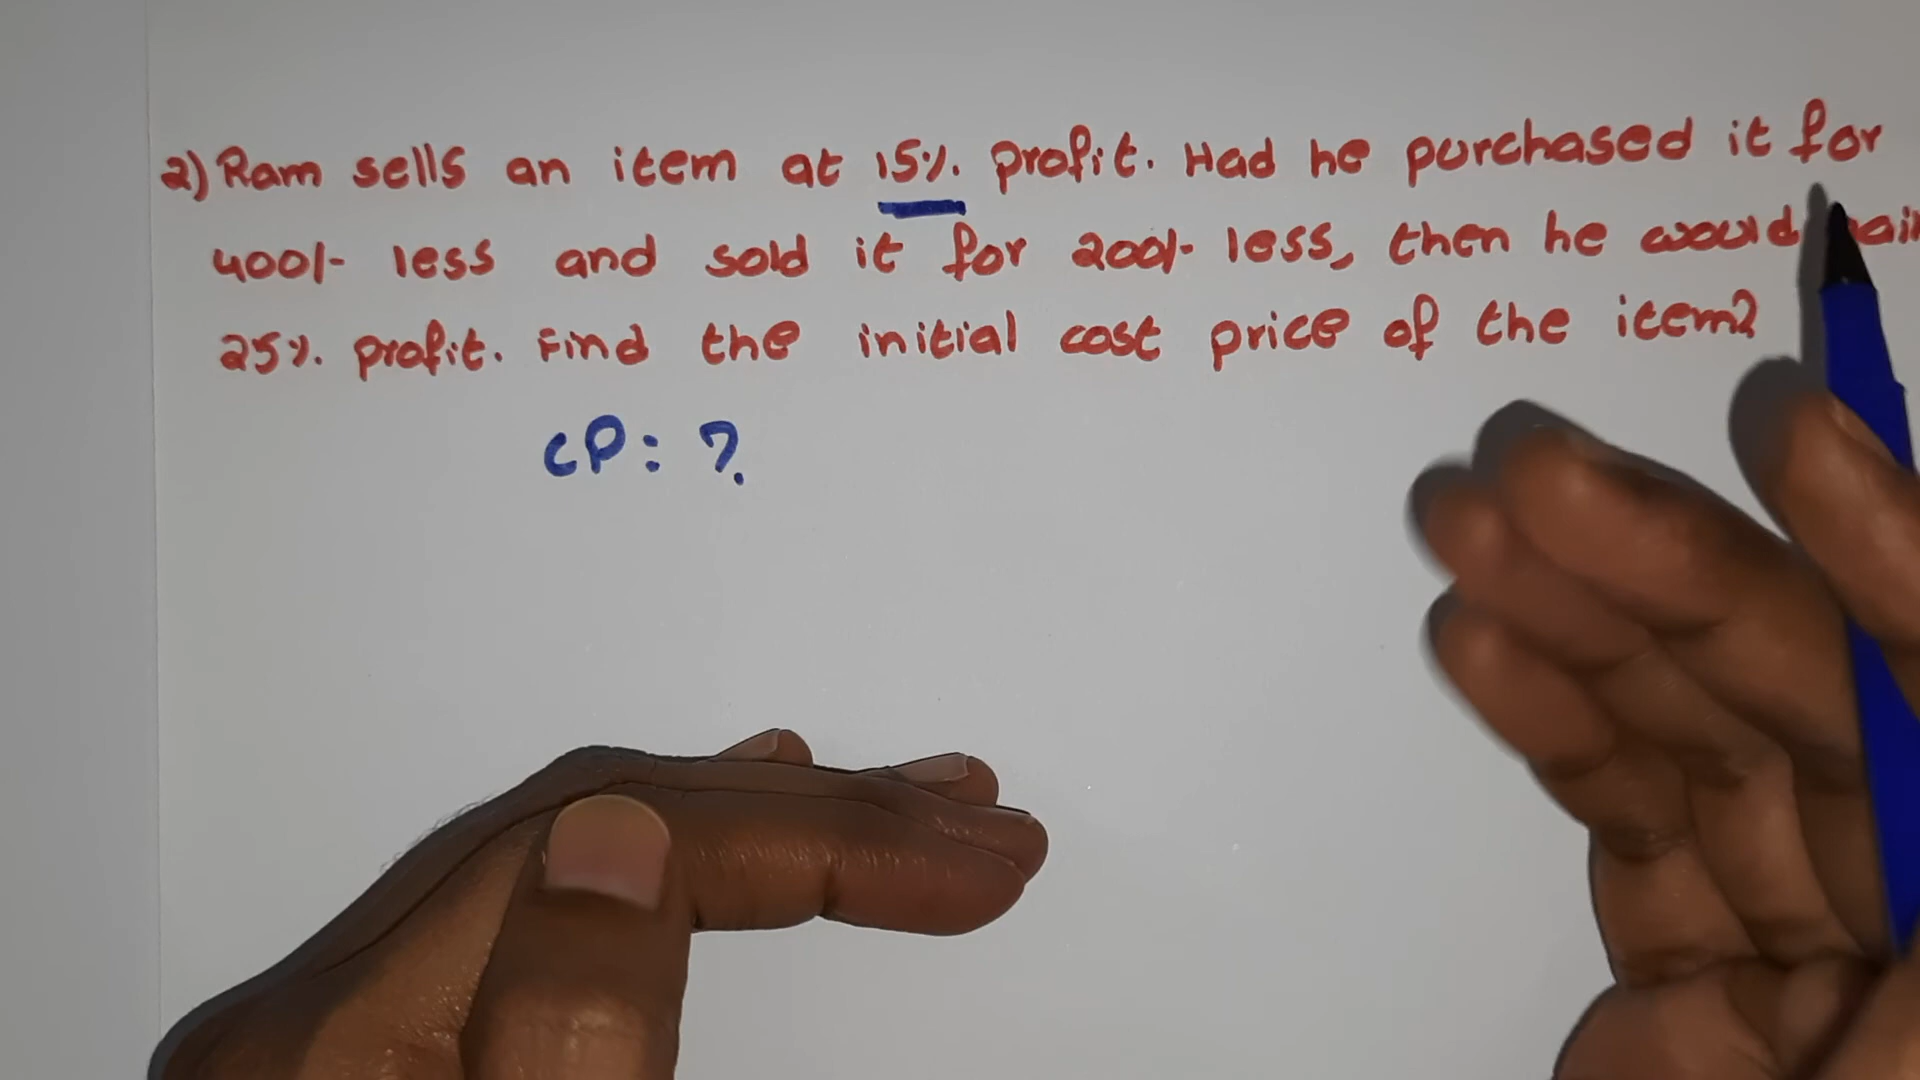 2) Ram sells an item at 15%. profit. Had he purchased it for
400/- less and sold it for 200/- less, then he would
25%. profit. Find the initial cost price of the item?
CP: ?